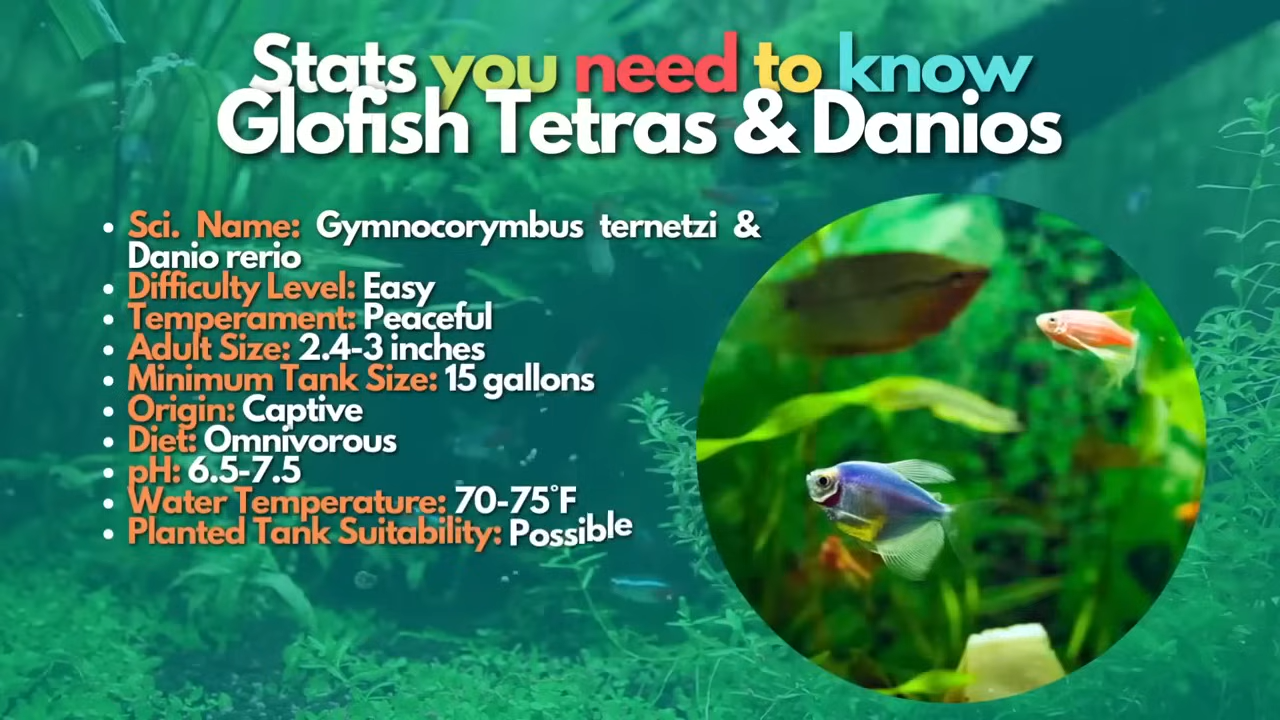 Stats you need to know
Glofish Tetras & Danios
• Sci. Name: Gymnocorymbus ternetzi &
Danio rerio
• Difficulty Level: Easy
• Temperament: Peaceful
• Adult Size: 2.4-3 inches
• Minimum Tank Size: 15 gallons
• Origin: Captive
• Diet: Omnivorous
• pH: 6.5-7.5
• Water Temperature: 70-75°F
• Planted Tank Suitability: Possible